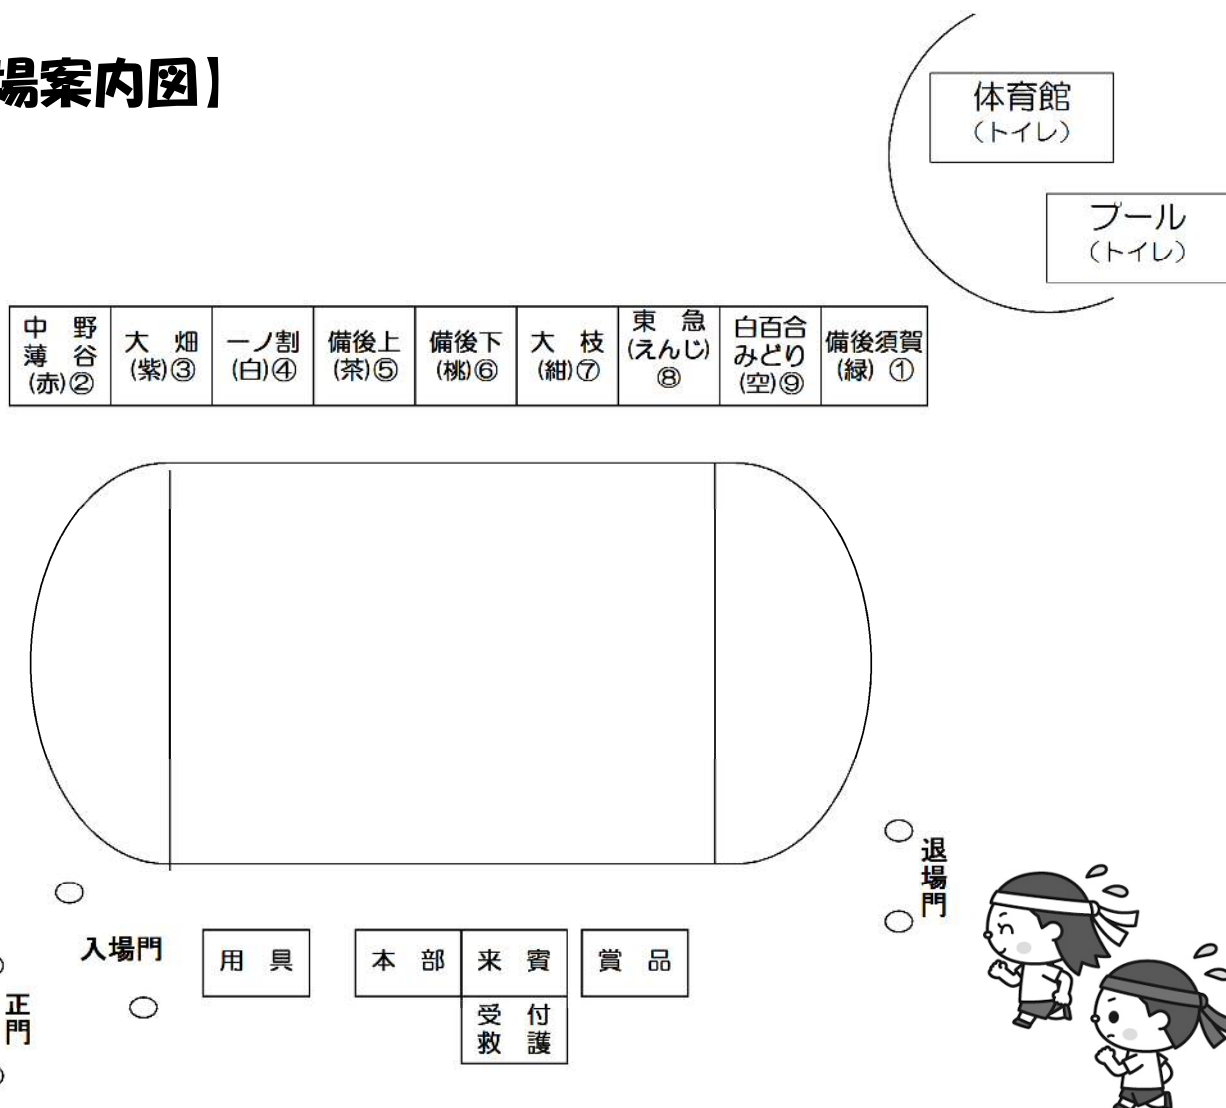 場案内図】
体育館
(トイレ)
プール
(トイレ)
中 野
薄 谷
(赤)②
大 畑
(紫)③
一ノ割
(白)④
備後上
(茶)⑤
備後下
(桃)⑥
大 枝
(紺)⑦
東 急
(えんじ)
⑧
白百合
みどり
(空)⑨
備後須賀
(緑) ①
退場門
入場門
用 具
本 部
来 賓
賞 品
受 付
救 護
正門